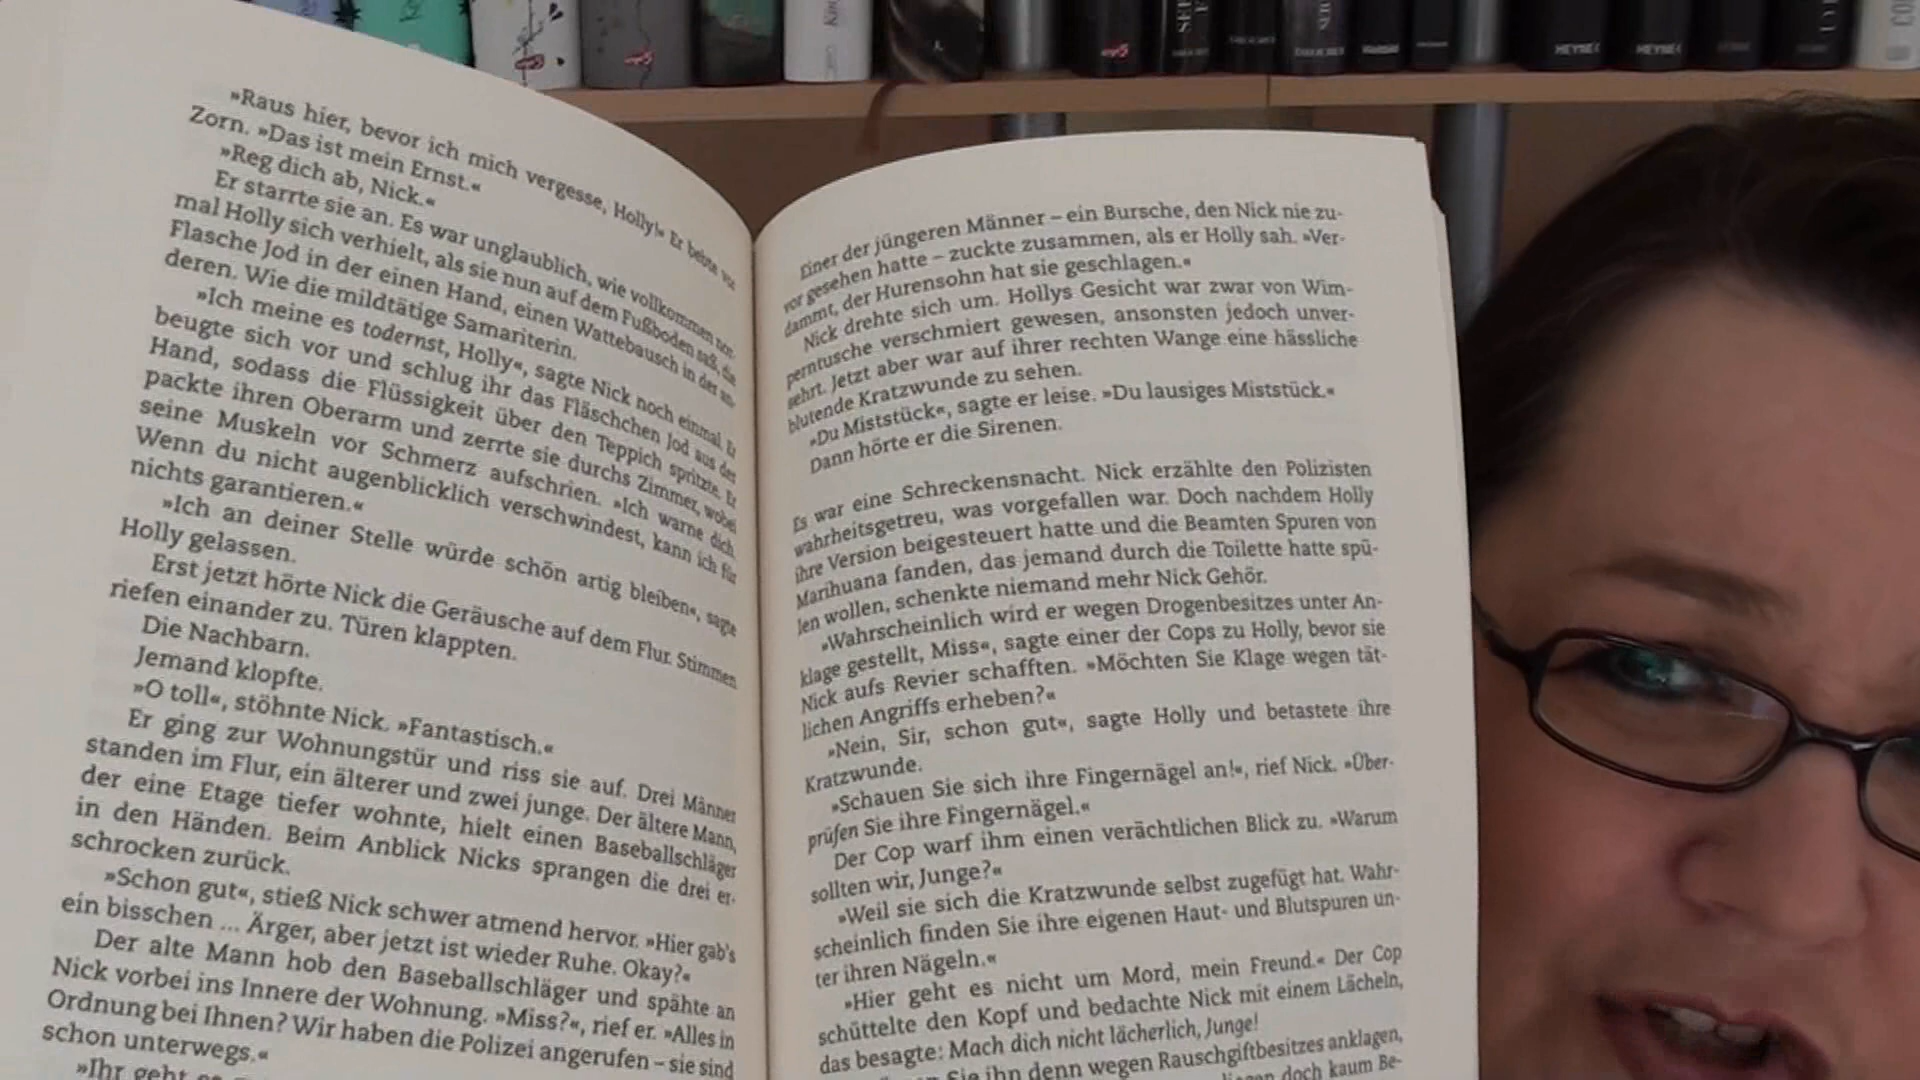 HEYNE
HEYNE
»Raus hier, bevor ich mich vergesse, Holly!« Er bebte vor
Zorn. »Das ist mein Ernst.«
»Reg dich ab, Nick.«
Er starrte sie an. Es war unglaublich, wie vollkommen nor-
mal Holly sich verhielt, als sie nun auf dem Fußboden saß, die
Flasche Jod in der einen Hand, einen Wattebausch in der an-
deren. Wie die mildtätige Samariterin.
»Ich meine es todernst, Holly«, sagte Nick noch einmal. Er
beugte sich vor und schlug ihr das Fläschchen Jod aus der
Hand, sodass die Flüssigkeit über den Teppich spritzte. Er
packte ihren Oberarm und zerrte sie durchs Zimmer, wobei
seine Muskeln vor Schmerz aufschrien. »Ich warne dich.
Wenn du nicht augenblicklich verschwindest, kann ich für
nichts garantieren.«
»Ich an deiner Stelle würde schön artig bleiben«, sagte
Holly gelassen.
Erst jetzt hörte Nick die Geräusche auf dem Flur. Stimmen
riefen einander zu. Türen klappten.
Die Nachbarn.
Jemand klopfte.
»O toll«, stöhnte Nick. »Fantastisch.«
Er ging zur Wohnungstür und riss sie auf. Drei Männer
standen im Flur, ein älterer und zwei junge. Der ältere Mann,
der eine Etage tiefer wohnte, hielt einen Baseballschläger
in den Händen. Beim Anblick Nicks sprangen die drei er-
schrocken zurück.
»Schon gut«, stieß Nick schwer atmend hervor. »Hier gab's
ein bisschen ... Ärger, aber jetzt ist wieder Ruhe. Okay?«
Der alte Mann hob den Baseballschläger und spähte an
Nick vorbei ins Innere der Wohnung. »Miss?«, rief er. »Alles in
Ordnung bei Ihnen? Wir haben die Polizei angerufen – sie sind
schon unterwegs.«
»Ihr geht es
Einer der jüngeren Männer – ein Bursche, den Nick nie zu-
vor gesehen hatte – zuckte zusammen, als er Holly sah. »Ver-
dammt, der Hurensohn hat sie geschlagen.«
Nick drehte sich um. Hollys Gesicht war zwar von Wim-
perntusche verschmiert gewesen, ansonsten jedoch unver-
sehrt. Jetzt aber war auf ihrer rechten Wange eine hässliche
blutende Kratzwunde zu sehen.
»Du Miststück«, sagte er leise. »Du lausiges Miststück.«
Dann hörte er die Sirenen.
Es war eine Schreckensnacht. Nick erzählte den Polizisten
wahrheitsgetreu, was vorgefallen war. Doch nachdem Holly
ihre Version beigesteuert hatte und die Beamten Spuren von
Marihuana fanden, das jemand durch die Toilette hatte spü-
len wollen, schenkte niemand mehr Nick Gehör.
»Wahrscheinlich wird er wegen Drogenbesitzes unter An-
klage gestellt, Miss«, sagte einer der Cops zu Holly, bevor sie
Nick aufs Revier schafften. »Möchten Sie Klage wegen tät-
lichen Angriffs erheben?«
»Nein, Sir, schon gut«, sagte Holly und betastete ihre
Kratzwunde.
»Schauen Sie sich ihre Fingernägel an!«, rief Nick. »Über-
prüfen Sie ihre Fingernägel.«
Der Cop warf ihm einen verächtlichen Blick zu. »Warum
sollten wir, Junge?«
»Weil sie sich die Kratzwunde selbst zugefügt hat. Wahr-
scheinlich finden Sie ihre eigenen Haut- und Blutspuren un-
ter ihren Nägeln.«
»Hier geht es nicht um Mord, mein Freund.« Der Cop
schüttelte den Kopf und bedachte Nick mit einem Lächeln,
das besagte: Mach dich nicht lächerlich, Junge!
Sie ihn denn wegen Rauschgiftbesitzes anklagen,
doch kaum Be-